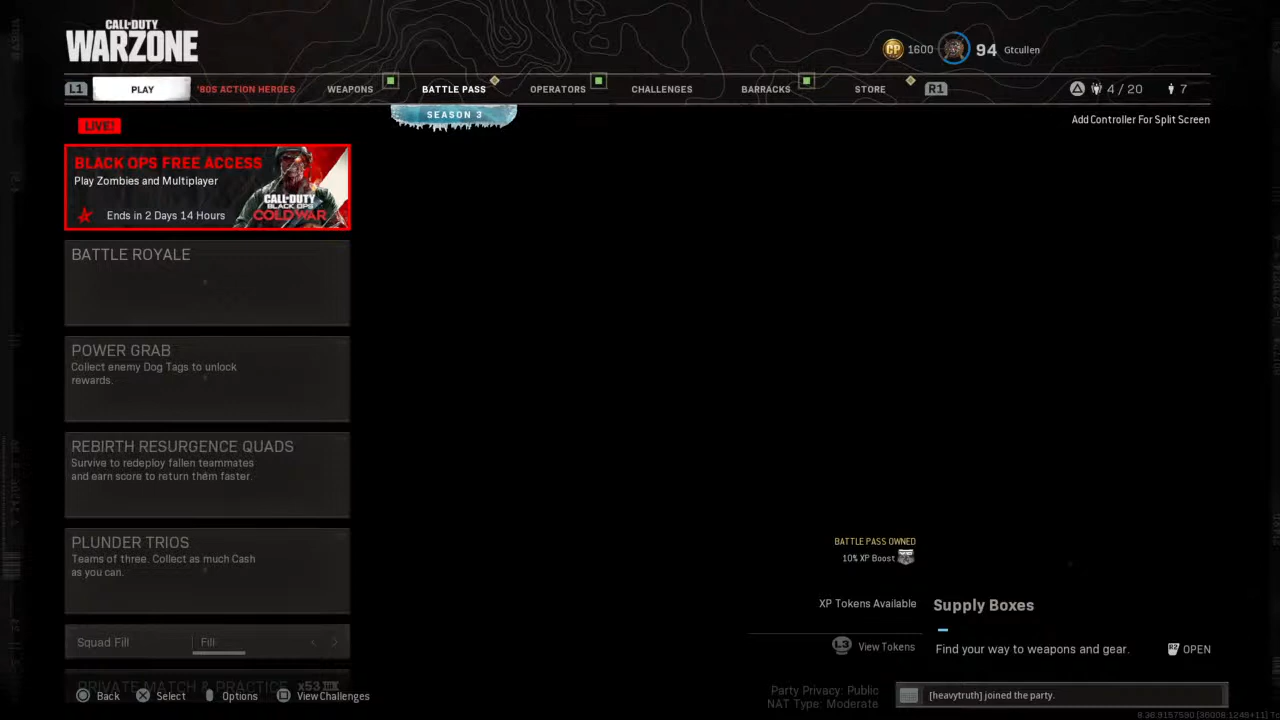 CALL·DUTY
WARZONE
CP 1600 94 Gtcullen
L1 PLAY '80S ACTION HEROES WEAPONS BATTLE PASS OPERATORS CHALLENGES BARRACKS STORE R1 4 / 20 7
SEASON 3
Add Controller For Split Screen
LIVE!
BLACK OPS FREE ACCESS
Play Zombies and Multiplayer
Ends in 2 Days 14 Hours
CALL·DUTY
BLACK OPS
COLD WAR
BATTLE ROYALE
POWER GRAB
Collect enemy Dog Tags to unlock
rewards.
REBIRTH RESURGENCE QUADS
Survive to redeploy fallen teammates
and earn score to return them faster.
PLUNDER TRIOS
Teams of three. Collect as much Cash
as you can.
Squad Fill Fill
PRIVATE MATCH & PRACTICE x53
Back Select Options View Challenges
BATTLE PASS OWNED
10% XP Boost
XP Tokens Available
L3 View Tokens
Party Privacy: Public
NAT Type: Moderate
Supply Boxes
Find your way to weapons and gear.
R2 OPEN
[heavytruth] joined the party.